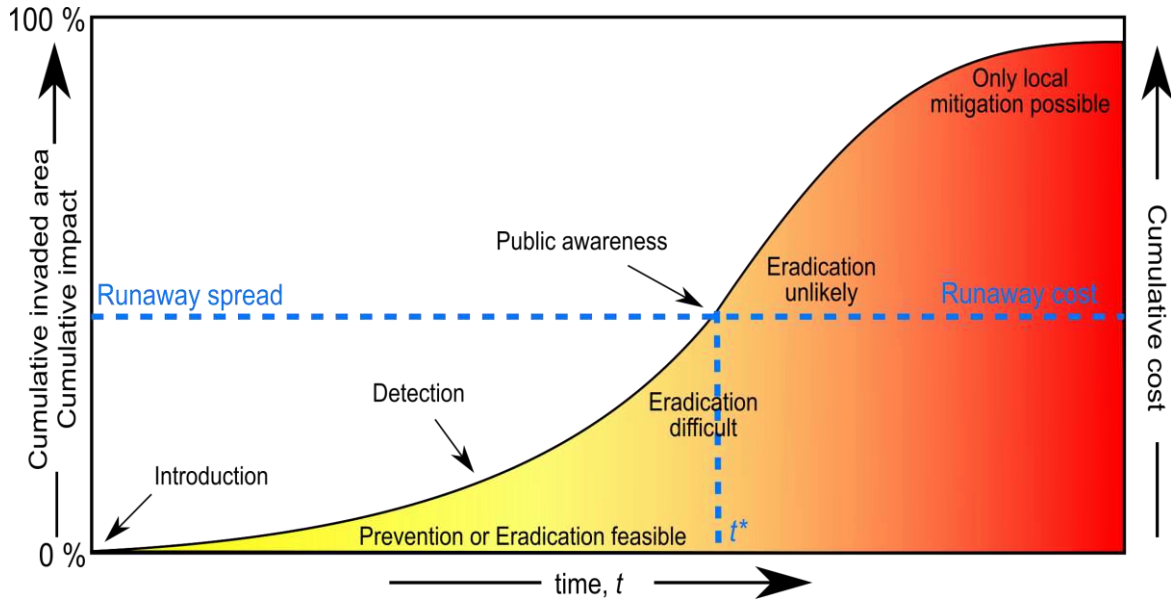 100 %
Cumulative invaded area
Cumulative impact
0 %
Introduction
Detection
Public awareness
Runaway spread
Runaway cost
Prevention or Eradication feasible
Eradication
difficult
Eradication
unlikely
Only local
mitigation possible
t*
time, t
Cumulative cost